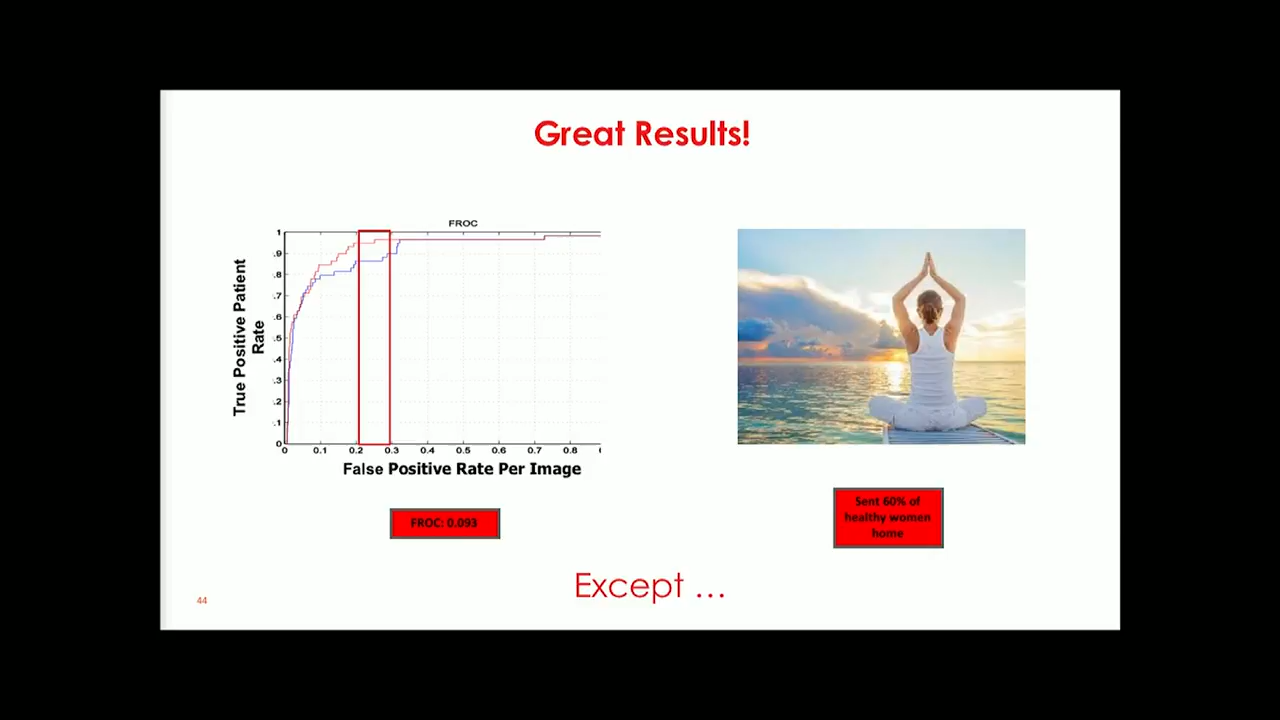 Great Results!
FROC
True Positive Patient
Rate
1
.9
.8
.7
.6
.5
.4
.3
.2
.1
0
0 0.1 0.2 0.3 0.4 0.5 0.6 0.7 0.8
False Positive Rate Per Image
FROC: 0.093
Sent 60% of
healthy women
home
Except ...
44